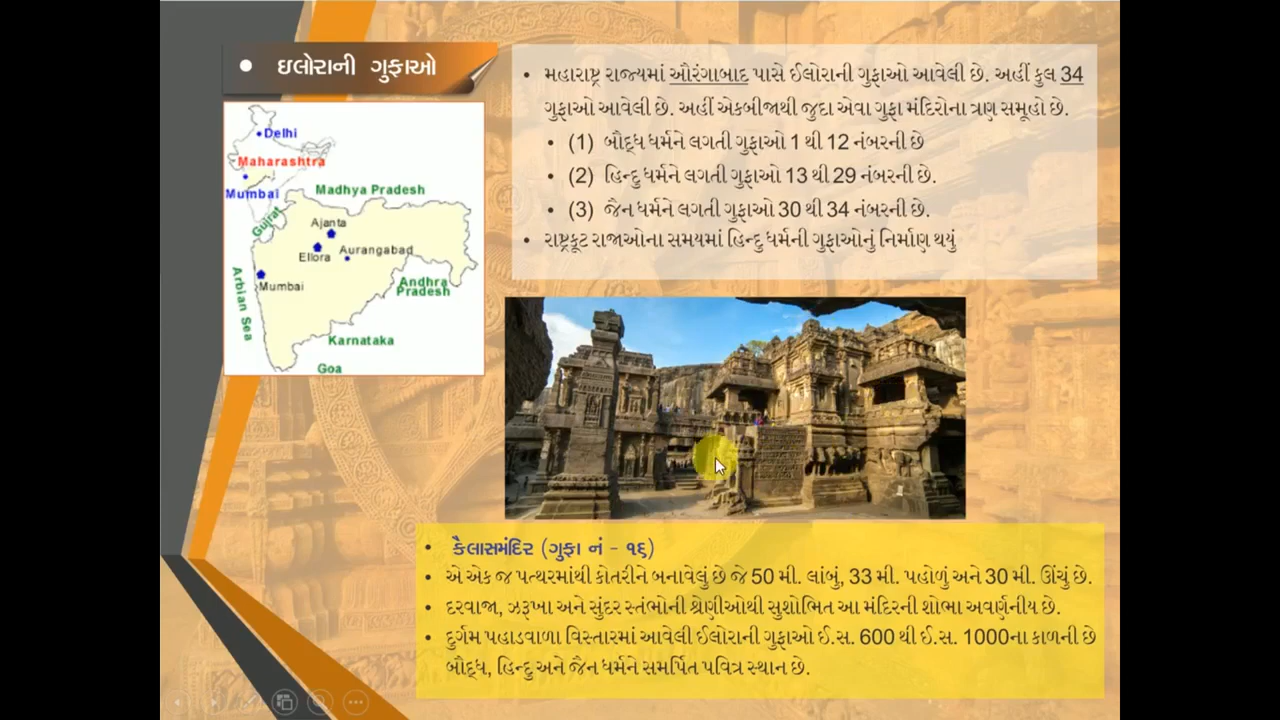 ઇલોરાની ગુફાઓ
Delhi
Maharashtra
Mumbai
Gujrat
Madhya Pradesh
Ajanta
Ellora
Aurangabad
Mumbai
Arbian Sea
Andhra
Pradesh
Karnataka
Goa
• મહારાષ્ટ્ર રાજ્યમાં ઔરંગાબાદ પાસે ઈલોરાની ગુફાઓ આવેલી છે. અહીં કુલ 34
ગુફાઓ આવેલી છે. અહીં એકબીજાથી જુદા એવા ગુફા મંદિરોના ત્રણ સમૂહો છે.
• (1) બૌદ્ધ ધર્મને લગતી ગુફાઓ 1 થી 12 નંબરની છે
• (2) હિન્દુ ધર્મને લગતી ગુફાઓ 13 થી 29 નંબરની છે.
• (3) જૈન ધર્મને લગતી ગુફાઓ 30 થી 34 નંબરની છે.
• રાષ્ટ્રકૂટ રાજાઓના સમયમાં હિન્દુ ધર્મની ગુફાઓનું નિર્માણ થયું
• કૈલાસમંદિર (ગુફા નં - ૧૬)
• એ એક જ પત્થરમાંથી કોતરીને બનાવેલું છે જે 50 મી. લાંબું, 33 મી. પહોળું અને 30 મી. ઊંચું છે.
• દરવાજા, ઝરૂખા અને સુંદર સ્તંભોની શ્રેણીઓથી સુશોભિત આ મંદિરની શોભા અવર્ણનીય છે.
• દુર્ગમ પહાડવાળા વિસ્તારમાં આવેલી ઈલોરાની ગુફાઓ ઈ.સ. 600 થી ઈ.સ. 1000ના કાળની છે
બૌદ્ધ, હિન્દુ અને જૈન ધર્મને સમર્પિત પવિત્ર સ્થાન છે.